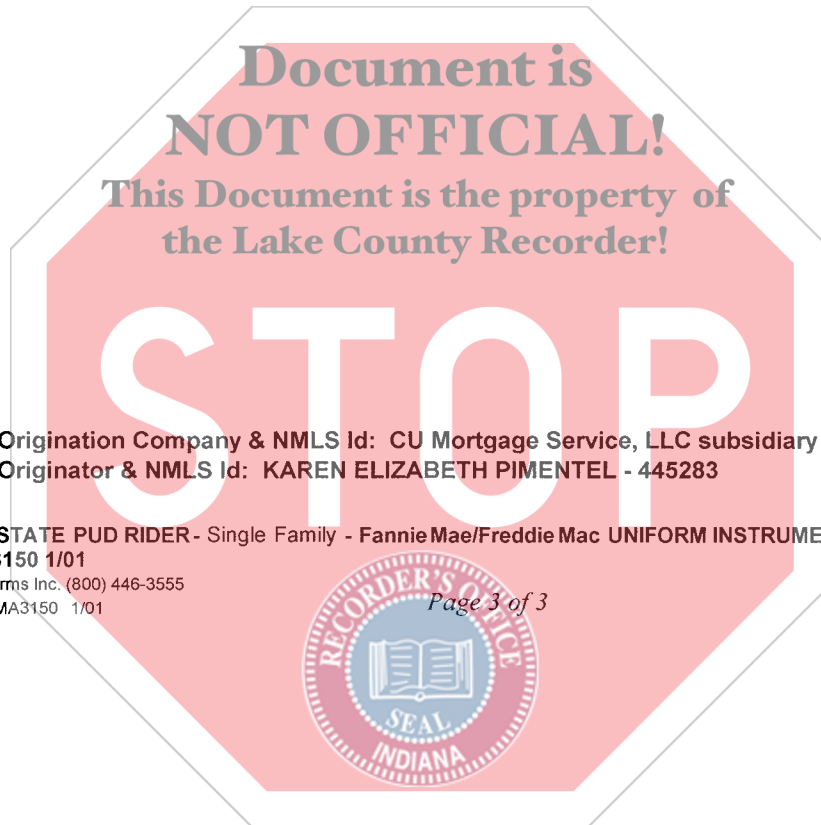 Document is
NOT OFFICIAL!
This Document is the property of
the Lake County Recorder!
STOP
Origination Company & NMLS Id: CU Mortgage Service, LLC subsidiary
Originator & NMLS Id: KAREN ELIZABETH PIMENTEL - 445283
STATE PUD RIDER - Single Family - Fannie Mae/Freddie Mac UNIFORM INSTRUME
3150 1/01
rms Inc. (800) 446-3555
MA3150 1/01
Page 3 of 3
RECORDER'S OFFICE
SEAL
INDIANA